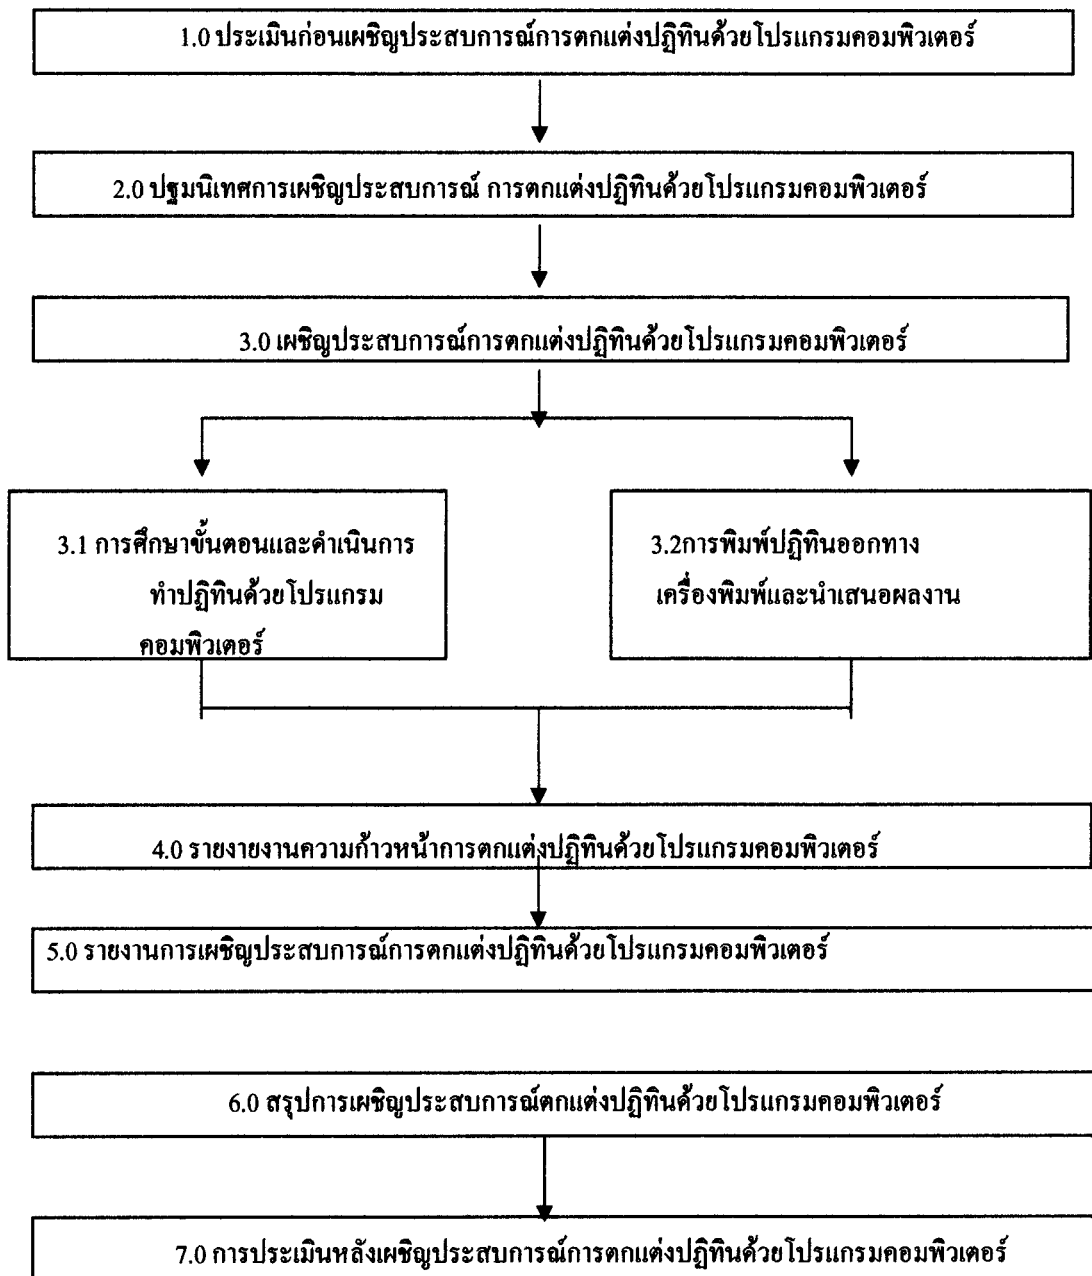 1.0 ประเมินก่อนเผชิญประสบการณ์การตกแต่งปฏิทินด้วยโปรแกรมคอมพิวเตอร์
2.0 ปฐมนิเทศการเผชิญประสบการณ์ การตกแต่งปฏิทินด้วยโปรแกรมคอมพิวเตอร์
3.0 เผชิญประสบการณ์การตกแต่งปฏิทินด้วยโปรแกรมคอมพิวเตอร์
3.1 การศึกษาขั้นตอนและดำเนินการ
ทำปฏิทินด้วยโปรแกรม
คอมพิวเตอร์
3.2การพิมพ์ปฏิทินออกทาง
เครื่องพิมพ์และนำเสนอผลงาน
4.0 รายงายงานความก้าวหน้าการตกแต่งปฏิทินด้วยโปรแกรมคอมพิวเตอร์
5.0 รายงานการเผชิญประสบการณ์การตกแต่งปฏิทินด้วยโปรแกรมคอมพิวเตอร์
6.0 สรุปการเผชิญประสบการณ์ตกแต่งปฏิทินด้วยโปรแกรมคอมพิวเตอร์
7.0 การประเมินหลังเผชิญประสบการณ์การตกแต่งปฏิทินด้วยโปรแกรมคอมพิวเตอร์